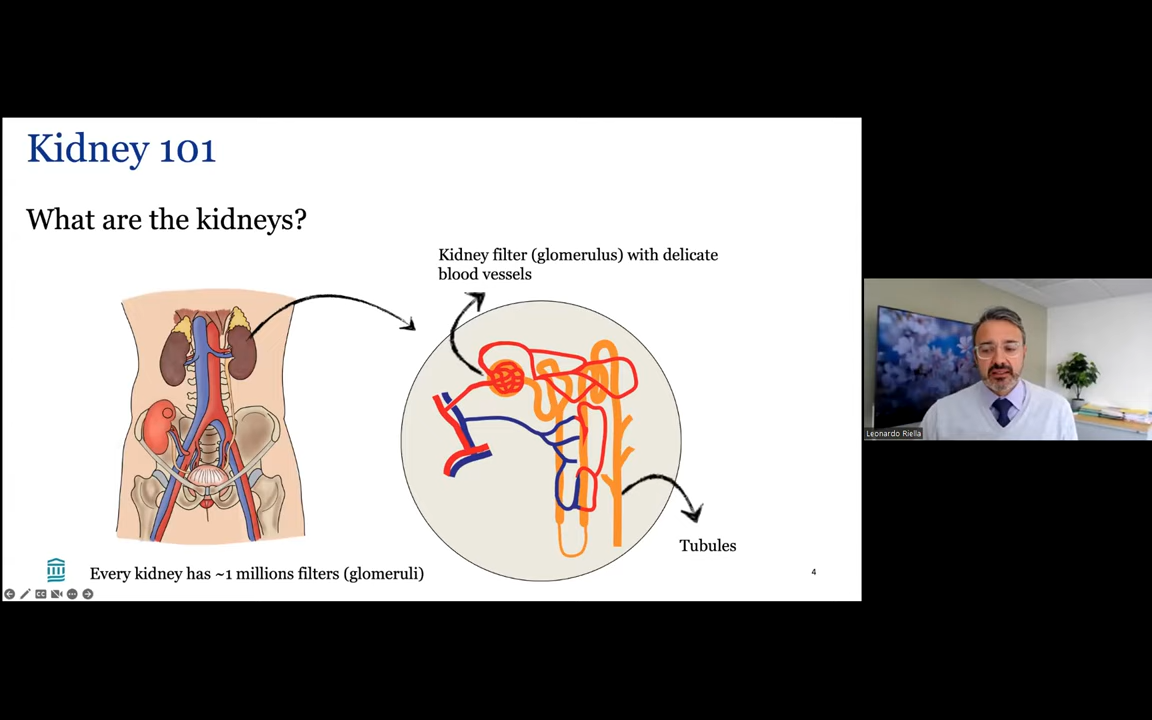 Kidney 101
What are the kidneys?
Kidney filter (glomerulus) with delicate
blood vessels
Tubules
Every kidney has ~1 millions filters (glomeruli)
4
Leonardo Riella